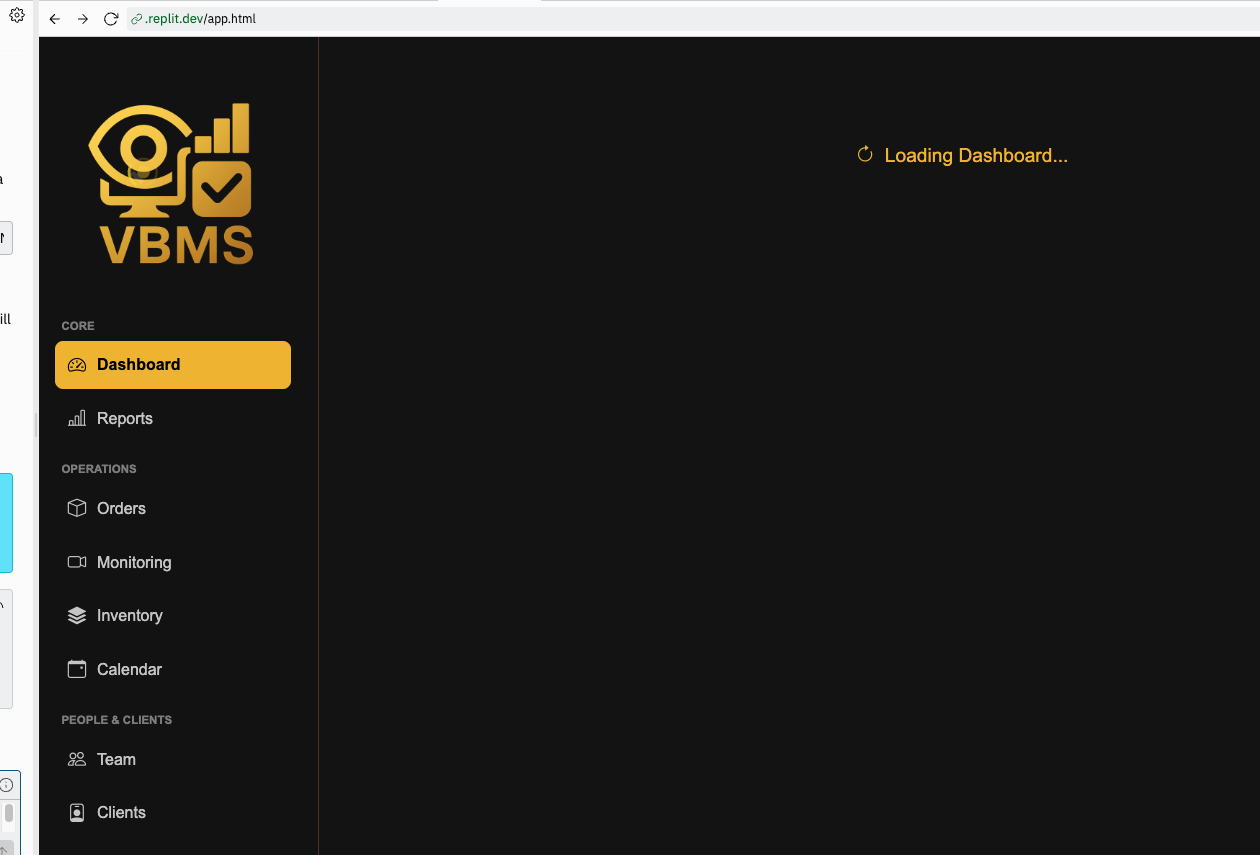 .replit.dev/app.html
VBMS
Loading Dashboard...
CORE
Dashboard
Reports
OPERATIONS
Orders
Monitoring
Inventory
Calendar
PEOPLE & CLIENTS
Team
Clients